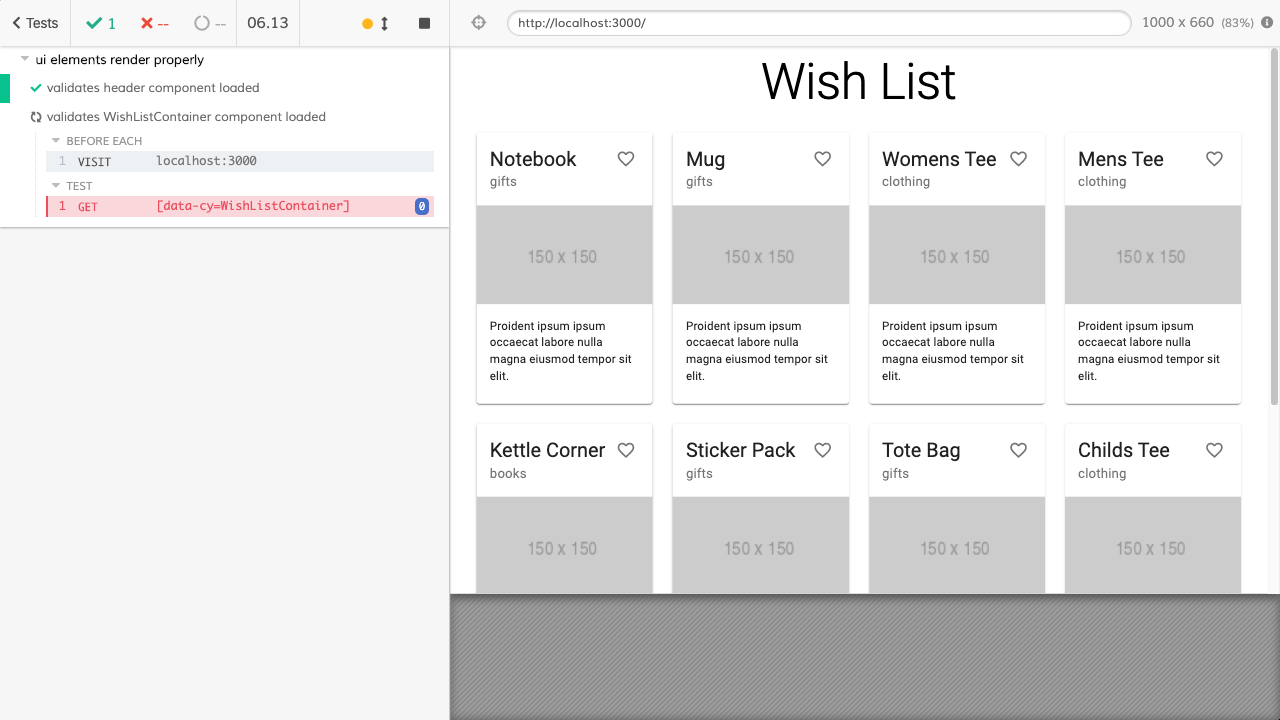 Tests
1
--
--
06.13
http://localhost:3000/
1000 x 660 (83%)
ui elements render properly
validates header component loaded
validates WishListContainer component loaded
BEFORE EACH
1 VISIT localhost:3000
TEST
1 GET [data-cy=WishListContainer] 0
Wish List
Notebook
gifts
150 x 150
Proident ipsum ipsum
occaecat labore nulla
magna eiusmod tempor sit
elit.
Mug
gifts
150 x 150
Proident ipsum ipsum
occaecat labore nulla
magna eiusmod tempor sit
elit.
Womens Tee
clothing
150 x 150
Proident ipsum ipsum
occaecat labore nulla
magna eiusmod tempor sit
elit.
Mens Tee
clothing
150 x 150
Proident ipsum ipsum
occaecat labore nulla
magna eiusmod tempor sit
elit.
Kettle Corner
books
150 x 150
Sticker Pack
gifts
150 x 150
Tote Bag
gifts
150 x 150
Childs Tee
clothing
150 x 150